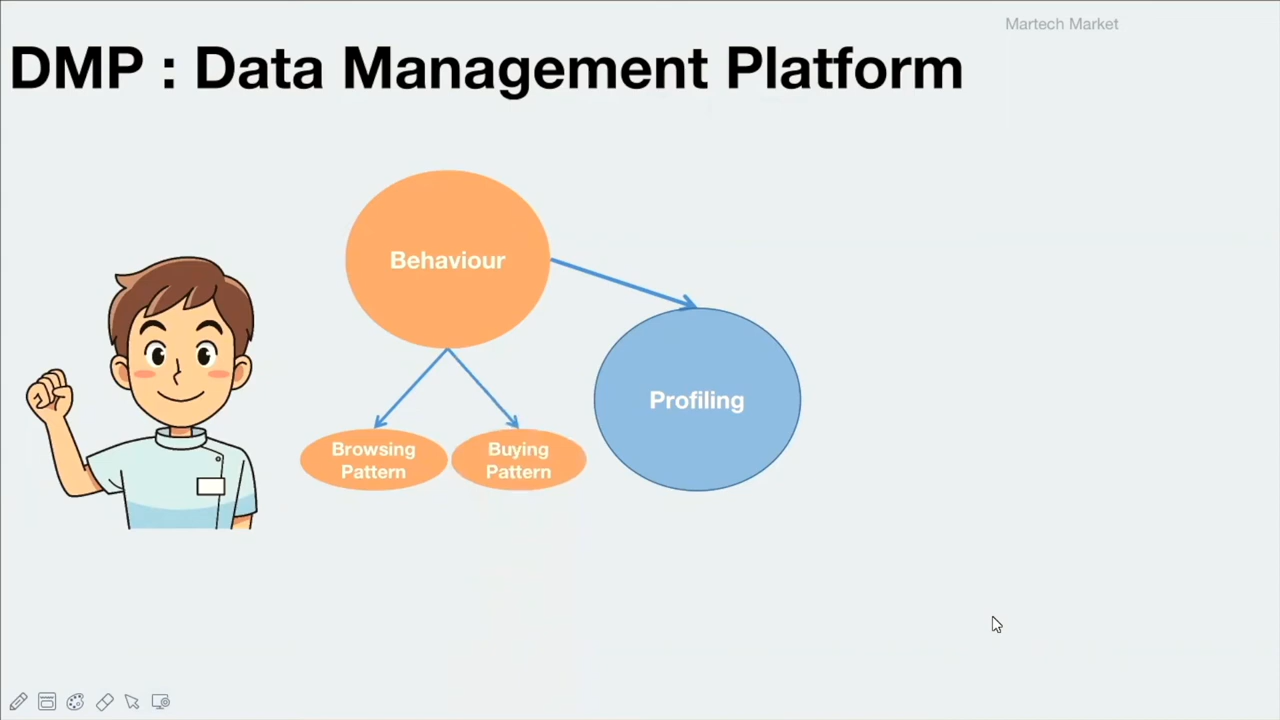 Martech Market
DMP : Data Management Platform
Behaviour
Profiling
Browsing
Pattern
Buying
Pattern